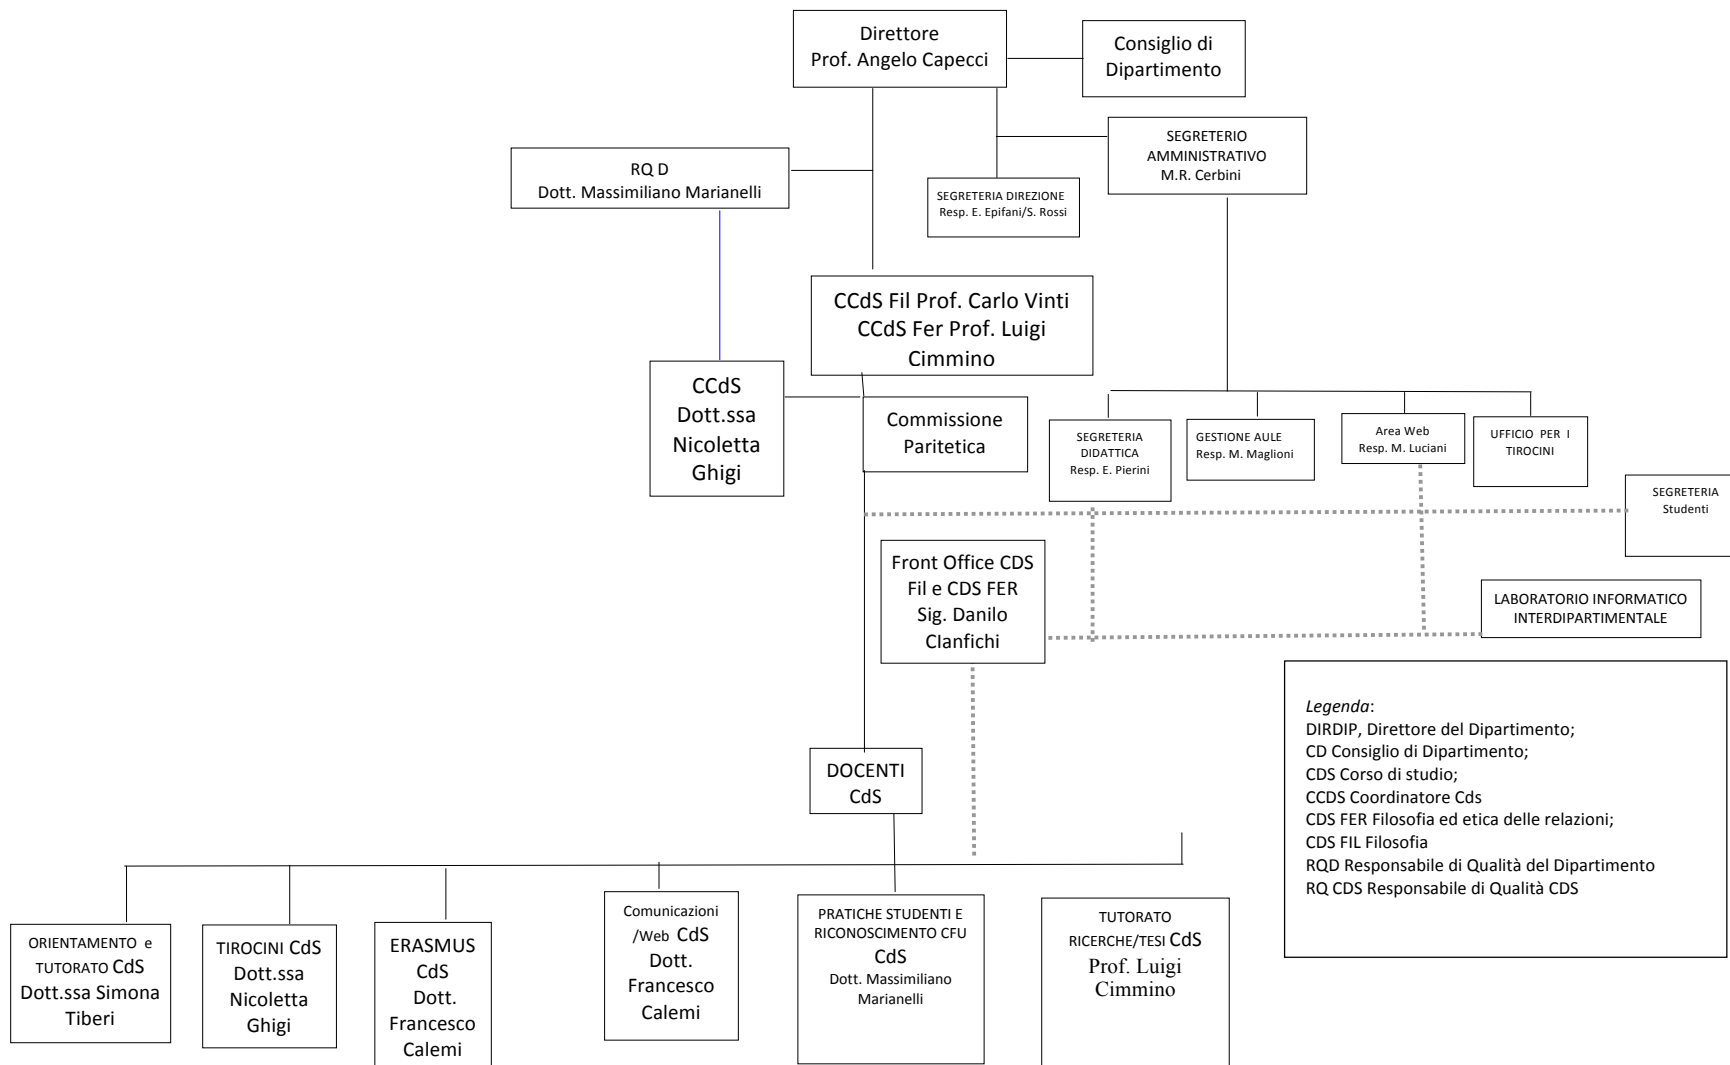 Direttore
Prof. Angelo Capecci
Consiglio di
Dipartimento
SEGRETERIO
AMMINISTRATIVO
M.R. Cerbini
RQ D
Dott. Massimiliano Marianelli
SEGRETERIA DIREZIONE
Resp. E. Epifani/S. Rossi
CCdS Fil Prof. Carlo Vinti
CCdS Fer Prof. Luigi
Cimmino
CCdS
Dott.ssa
Nicoletta
Ghigi
Commissione
Paritetica
SEGRETERIA
DIDATTICA
Resp. E. Pierini
GESTIONE AULE
Resp. M. Maglioni
Area Web
Resp. M. Luciani
UFFICIO PER I
TIROCINI
SEGRETERIA
Studenti
Front Office CDS
Fil e CDS FER
Sig. Danilo
CIanfichi
LABORATORIO INFORMATICO
INTERDIPARTIMENTALE
Legenda:
DIRDIP, Direttore del Dipartimento;
CD Consiglio di Dipartimento;
CDS Corso di studio;
CCDS Coordinatore Cds
CDS FER Filosofia ed etica delle relazioni;
CDS FIL Filosofia
RQD Responsabile di Qualità del Dipartimento
RQ CDS Responsabile di Qualità CDS
DOCENTI
CdS
ORIENTAMENTO e
TUTORATO CdS
Dott.ssa Simona
Tiberi
TIROCINI CdS
Dott.ssa
Nicoletta
Ghigi
ERASMUS
CdS
Dott.
Francesco
Calemi
Comunicazioni
/Web CdS
Dott.
Francesco
Calemi
PRATICHE STUDENTI E
RICONOSCIMENTO CFU
CdS
Dott. Massimiliano
Marianelli
TUTORATO
RICERCHE/TESI CdS
Prof. Luigi
Cimmino